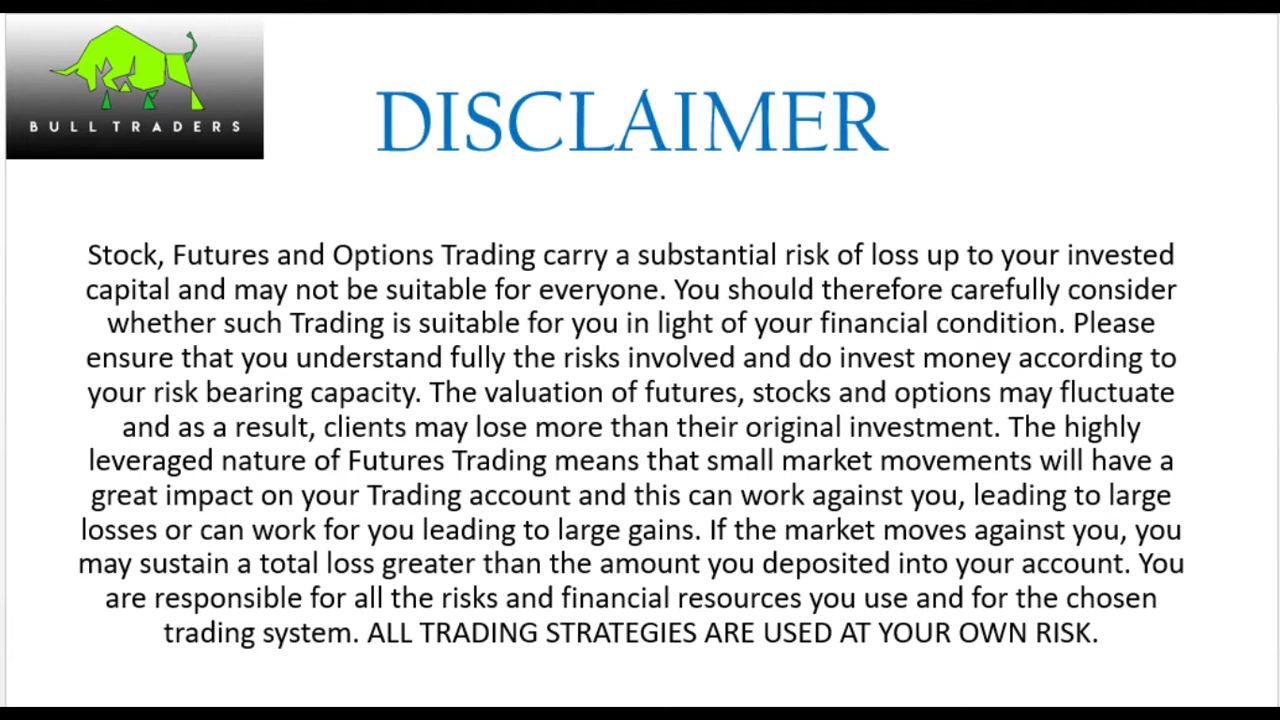 BULL TRADERS
DISCLAIMER
Stock, Futures and Options Trading carry a substantial risk of loss up to your invested
capital and may not be suitable for everyone. You should therefore carefully consider
whether such Trading is suitable for you in light of your financial condition. Please
ensure that you understand fully the risks involved and do invest money according to
your risk bearing capacity. The valuation of futures, stocks and options may fluctuate
and as a result, clients may lose more than their original investment. The highly
leveraged nature of Futures Trading means that small market movements will have a
great impact on your Trading account and this can work against you, leading to large
losses or can work for you leading to large gains. If the market moves against you, you
may sustain a total loss greater than the amount you deposited into your account. You
are responsible for all the risks and financial resources you use and for the chosen
trading system. ALL TRADING STRATEGIES ARE USED AT YOUR OWN RISK.